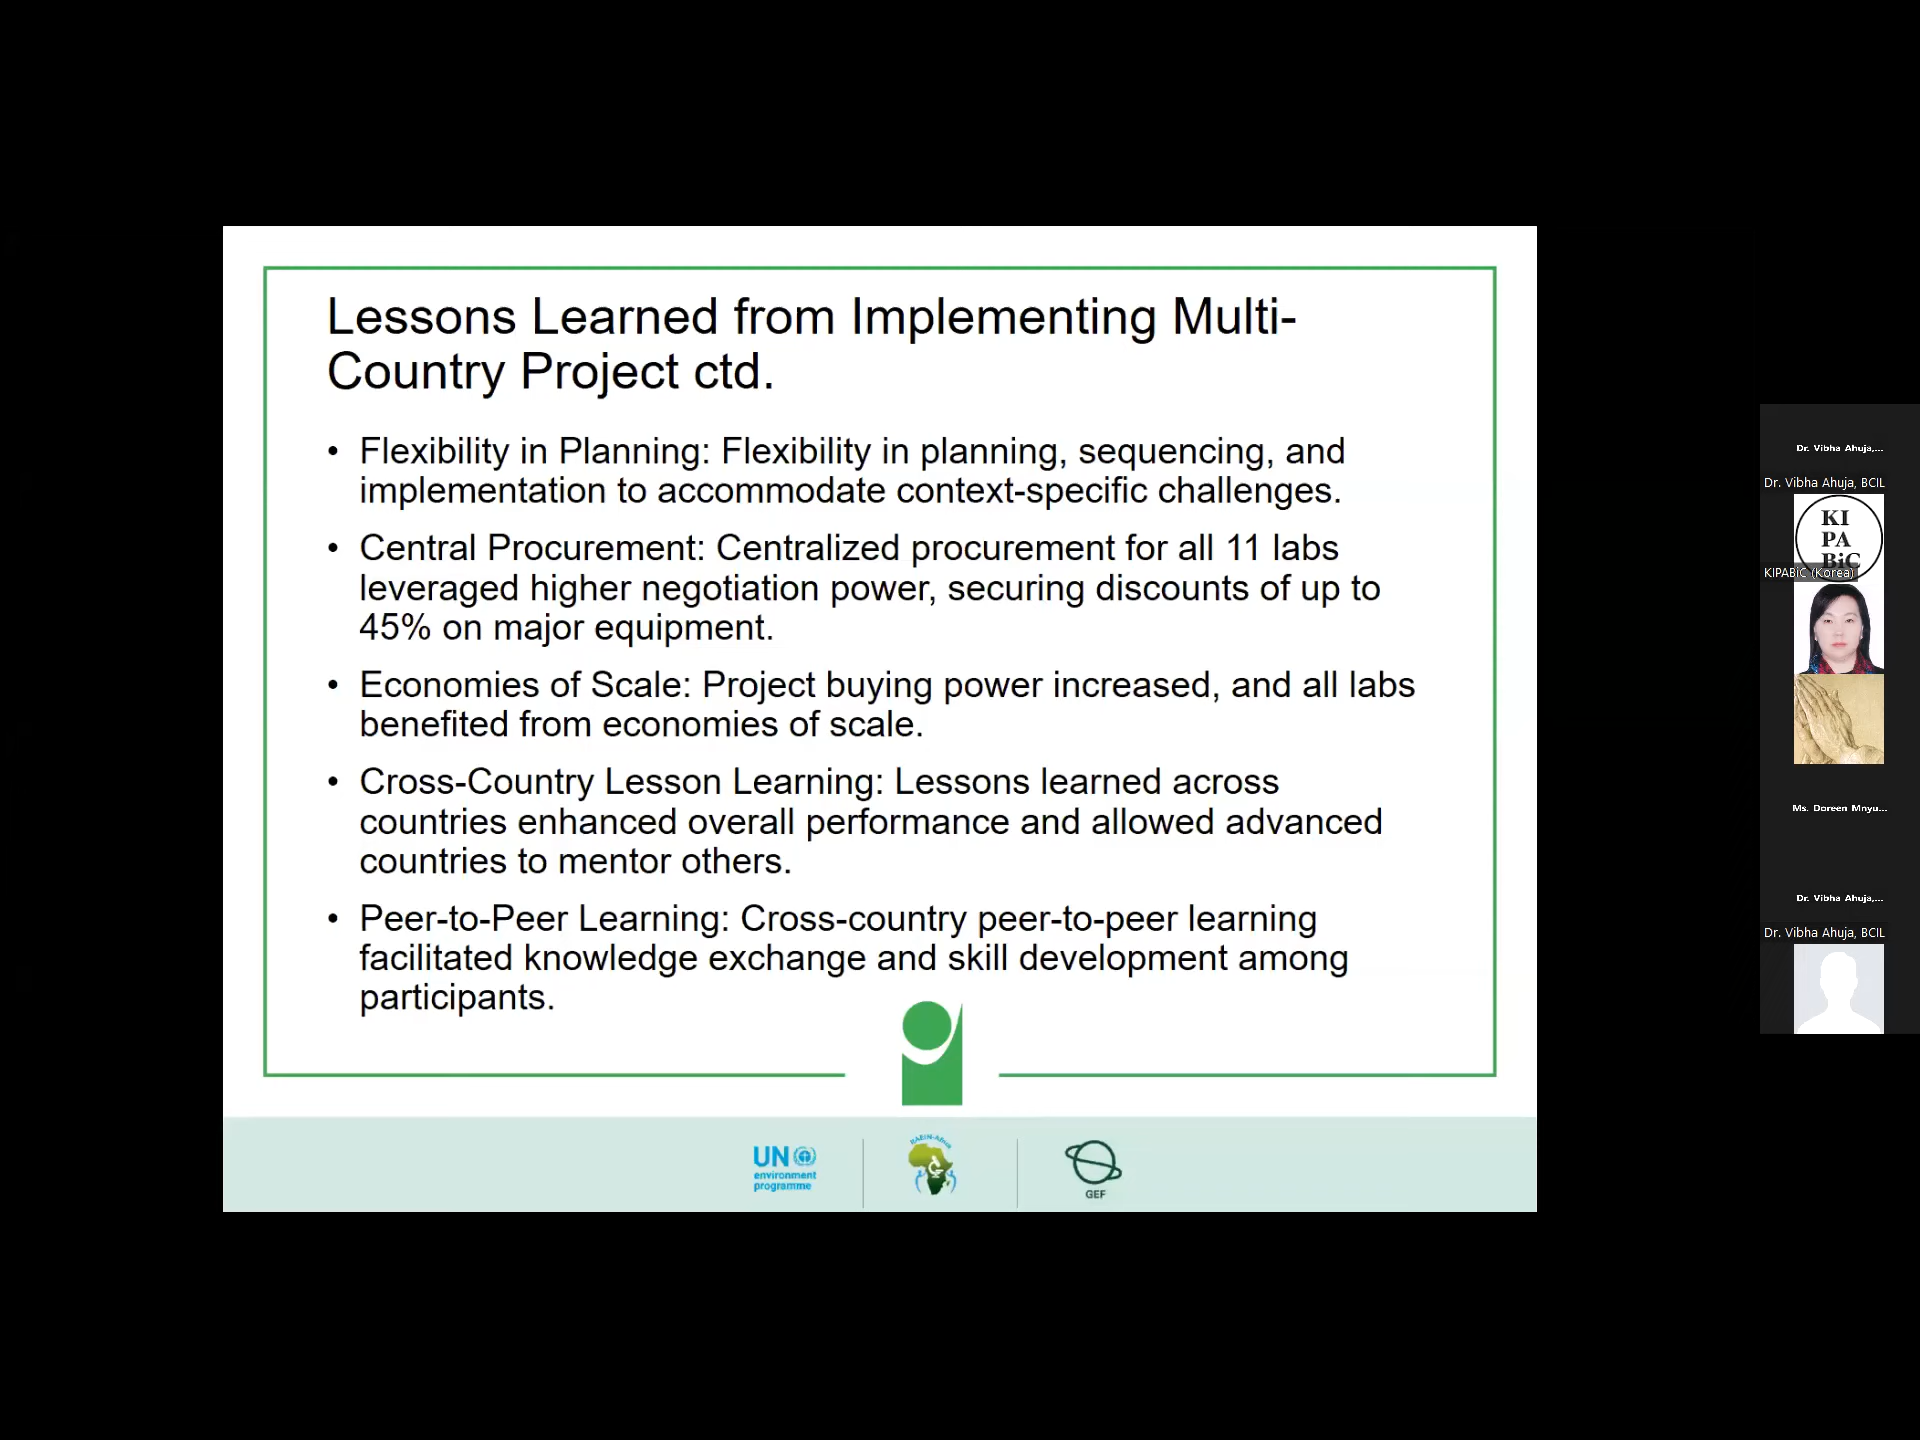 Lessons Learned from Implementing Multi-
Country Project ctd.
• Flexibility in Planning: Flexibility in planning, sequencing, and
implementation to accommodate context-specific challenges.
• Central Procurement: Centralized procurement for all 11 labs
leveraged higher negotiation power, securing discounts of up to
45% on major equipment.
• Economies of Scale: Project buying power increased, and all labs
benefited from economies of scale.
• Cross-Country Lesson Learning: Lessons learned across
countries enhanced overall performance and allowed advanced
countries to mentor others.
• Peer-to-Peer Learning: Cross-country peer-to-peer learning
facilitated knowledge exchange and skill development among
participants.
UN
environment
programme
GEF
Dr. Vibha Ahuja,...
Dr. Vibha Ahuja, BCIL
KI
PA
BiC
KIPABiC (Korea)
Ms. Doreen Mnyu...
Dr. Vibha Ahuja,...
Dr. Vibha Ahuja, BCIL